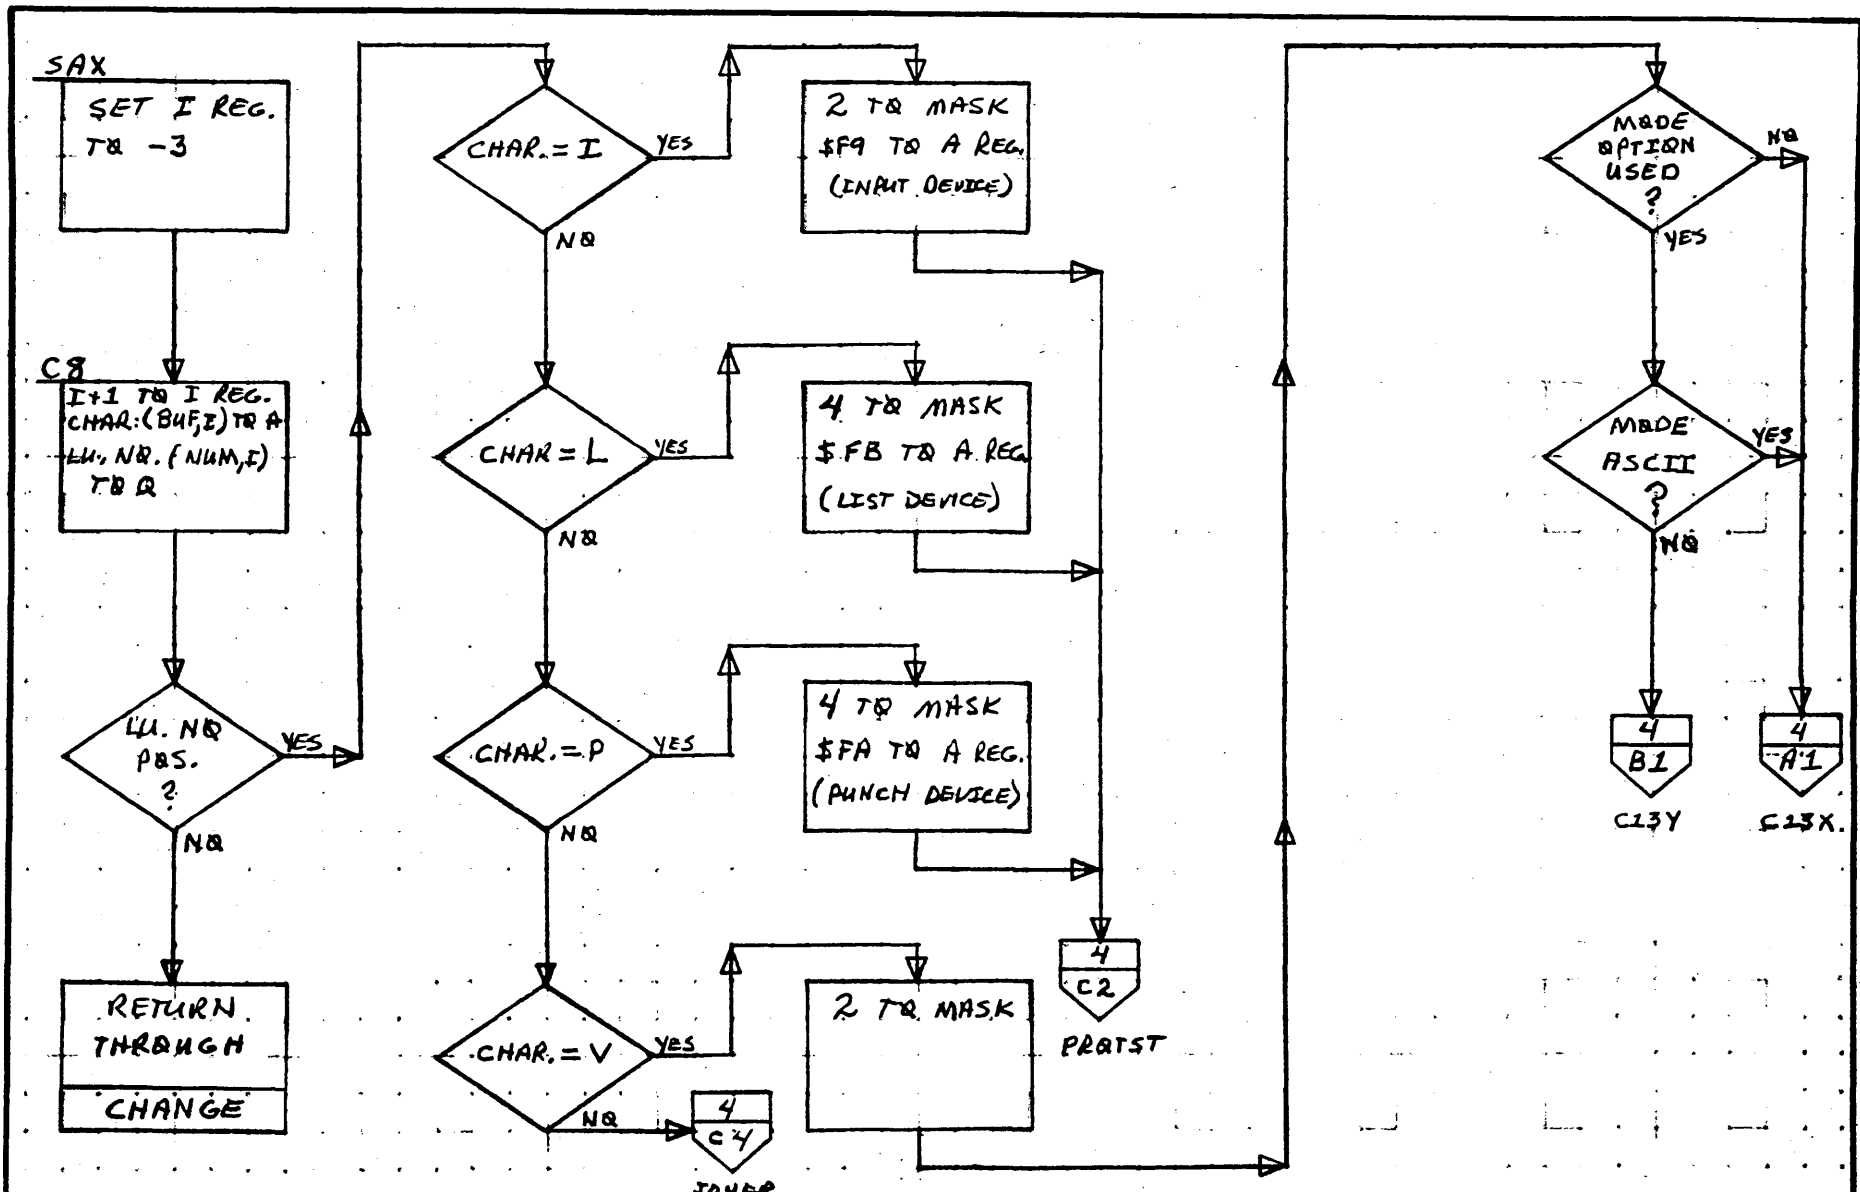 SAX
SET I REG.
TO -3
C8
I+1 TO I REG.
CHAR:(BUF,I) TO A
LU. NO. (NUM,I)
TO Q
LU. NO
POS.
?
YES
NO
RETURN
THROUGH
CHANGE
CHAR. = I
YES
NO
CHAR = L
YES
NO
CHAR. = P
YES
NO
CHAR. = V
YES
NO
4
C4
2 TO MASK
$F9 TO A REG.
(INPUT DEVICE)
4 TO MASK
$FB TO A REG.
(LIST DEVICE)
4 TO MASK
$FA TO A REG.
(PUNCH DEVICE)
2 TO MASK
4
C2
PROTST
MODE
OPTION
USED
?
NO
YES
MODE
ASCII
?
YES
NO
4
B1
C13Y
4
A1
C13X.